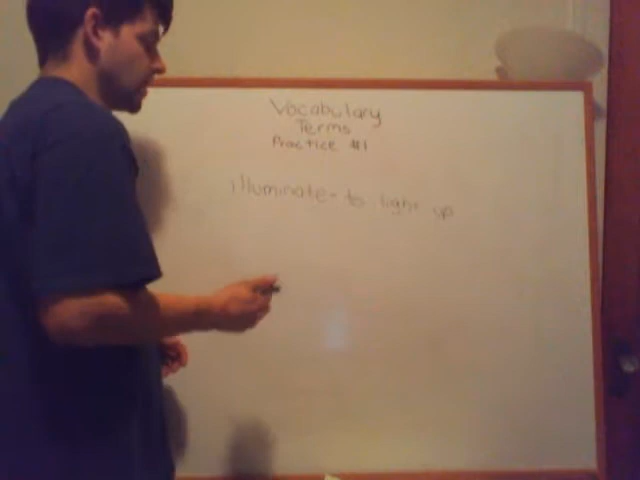 Vocabulary
Terms
Practice #1
illuminate- to light up